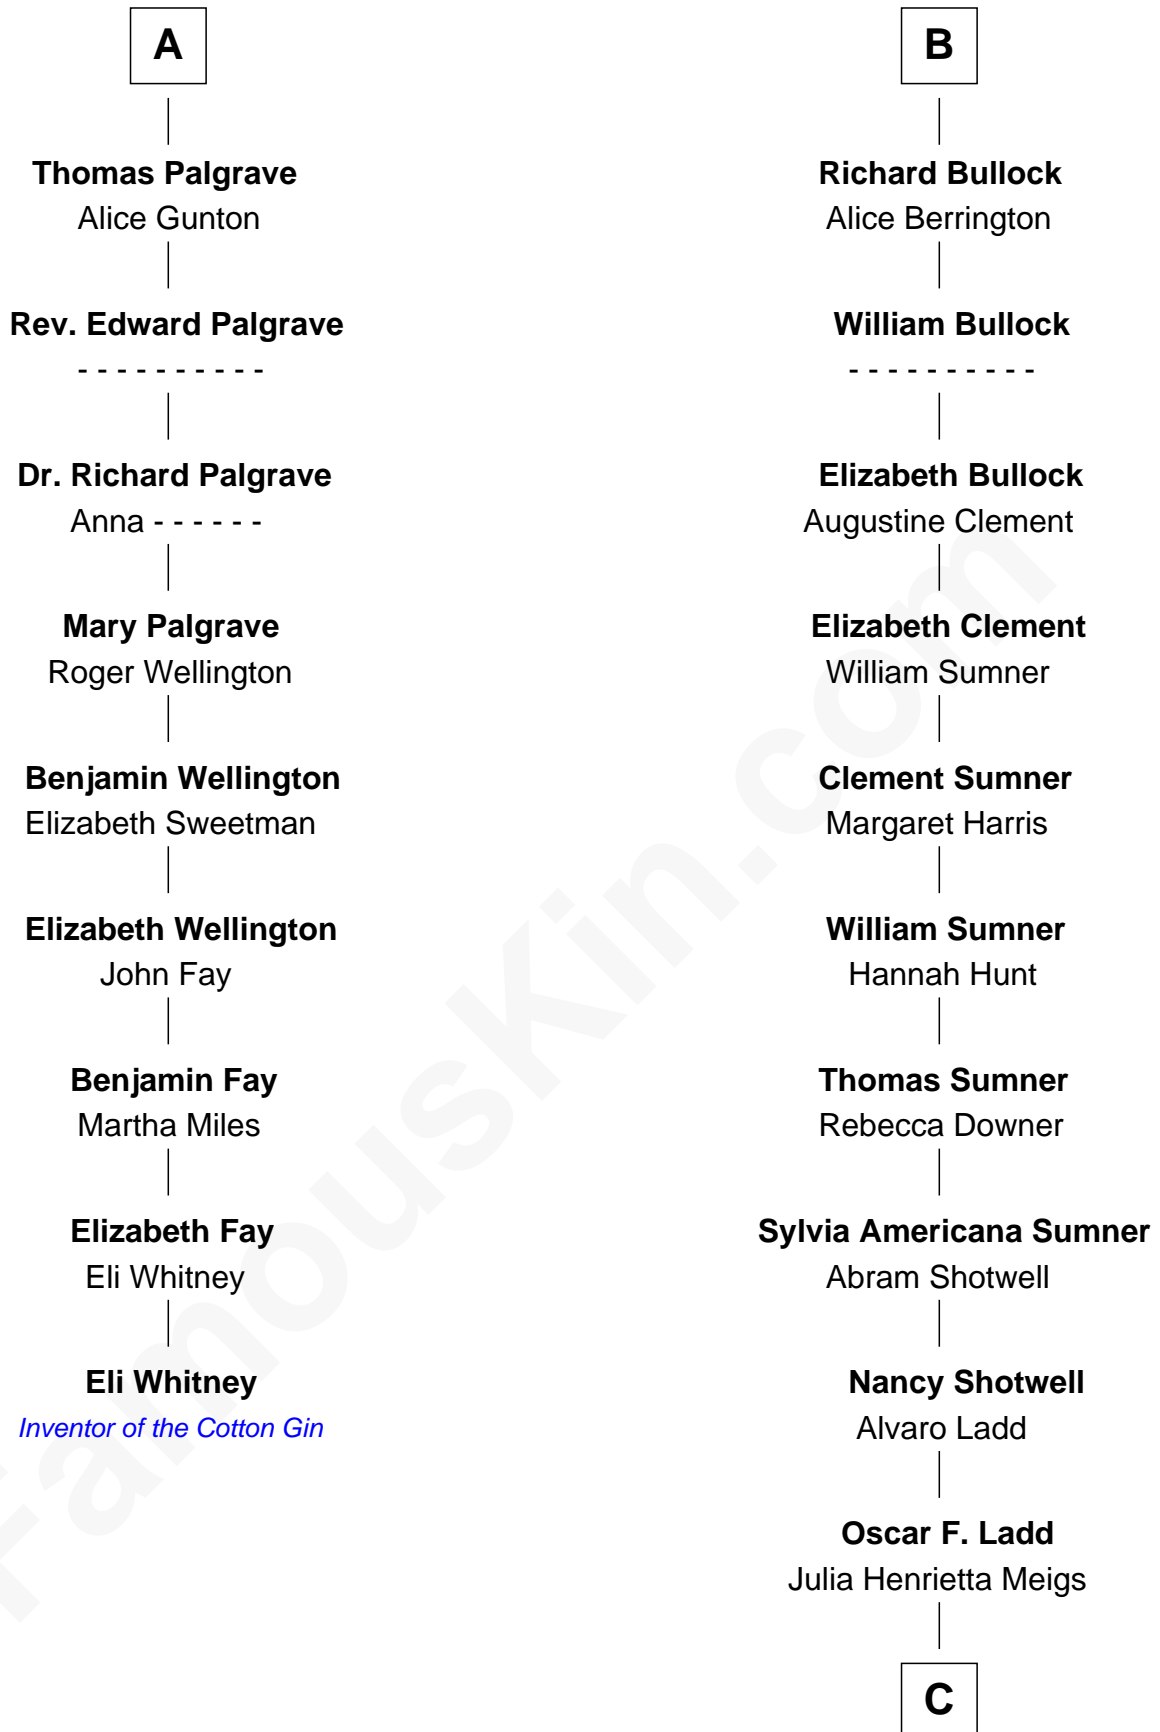 A
Thomas Palgrave
Alice Gunton
Rev. Edward Palgrave
- - - - - - - - - -
Dr. Richard Palgrave
Anna - - - - - -
Mary Palgrave
Roger Wellington
Benjamin Wellington
Elizabeth Sweetman
Elizabeth Wellington
John Fay
Benjamin Fay
Martha Miles
Elizabeth Fay
Eli Whitney
Eli Whitney
Inventor of the Cotton Gin
B
Richard Bullock
Alice Berrington
William Bullock
- - - - - - - - - -
Elizabeth Bullock
Augustine Clement
Elizabeth Clement
William Sumner
Clement Sumner
Margaret Harris
William Sumner
Hannah Hunt
Thomas Sumner
Rebecca Downer
Sylvia Americana Sumner
Abram Shotwell
Nancy Shotwell
Alvaro Ladd
Oscar F. Ladd
Julia Henrietta Meigs
C
FamousKin.com